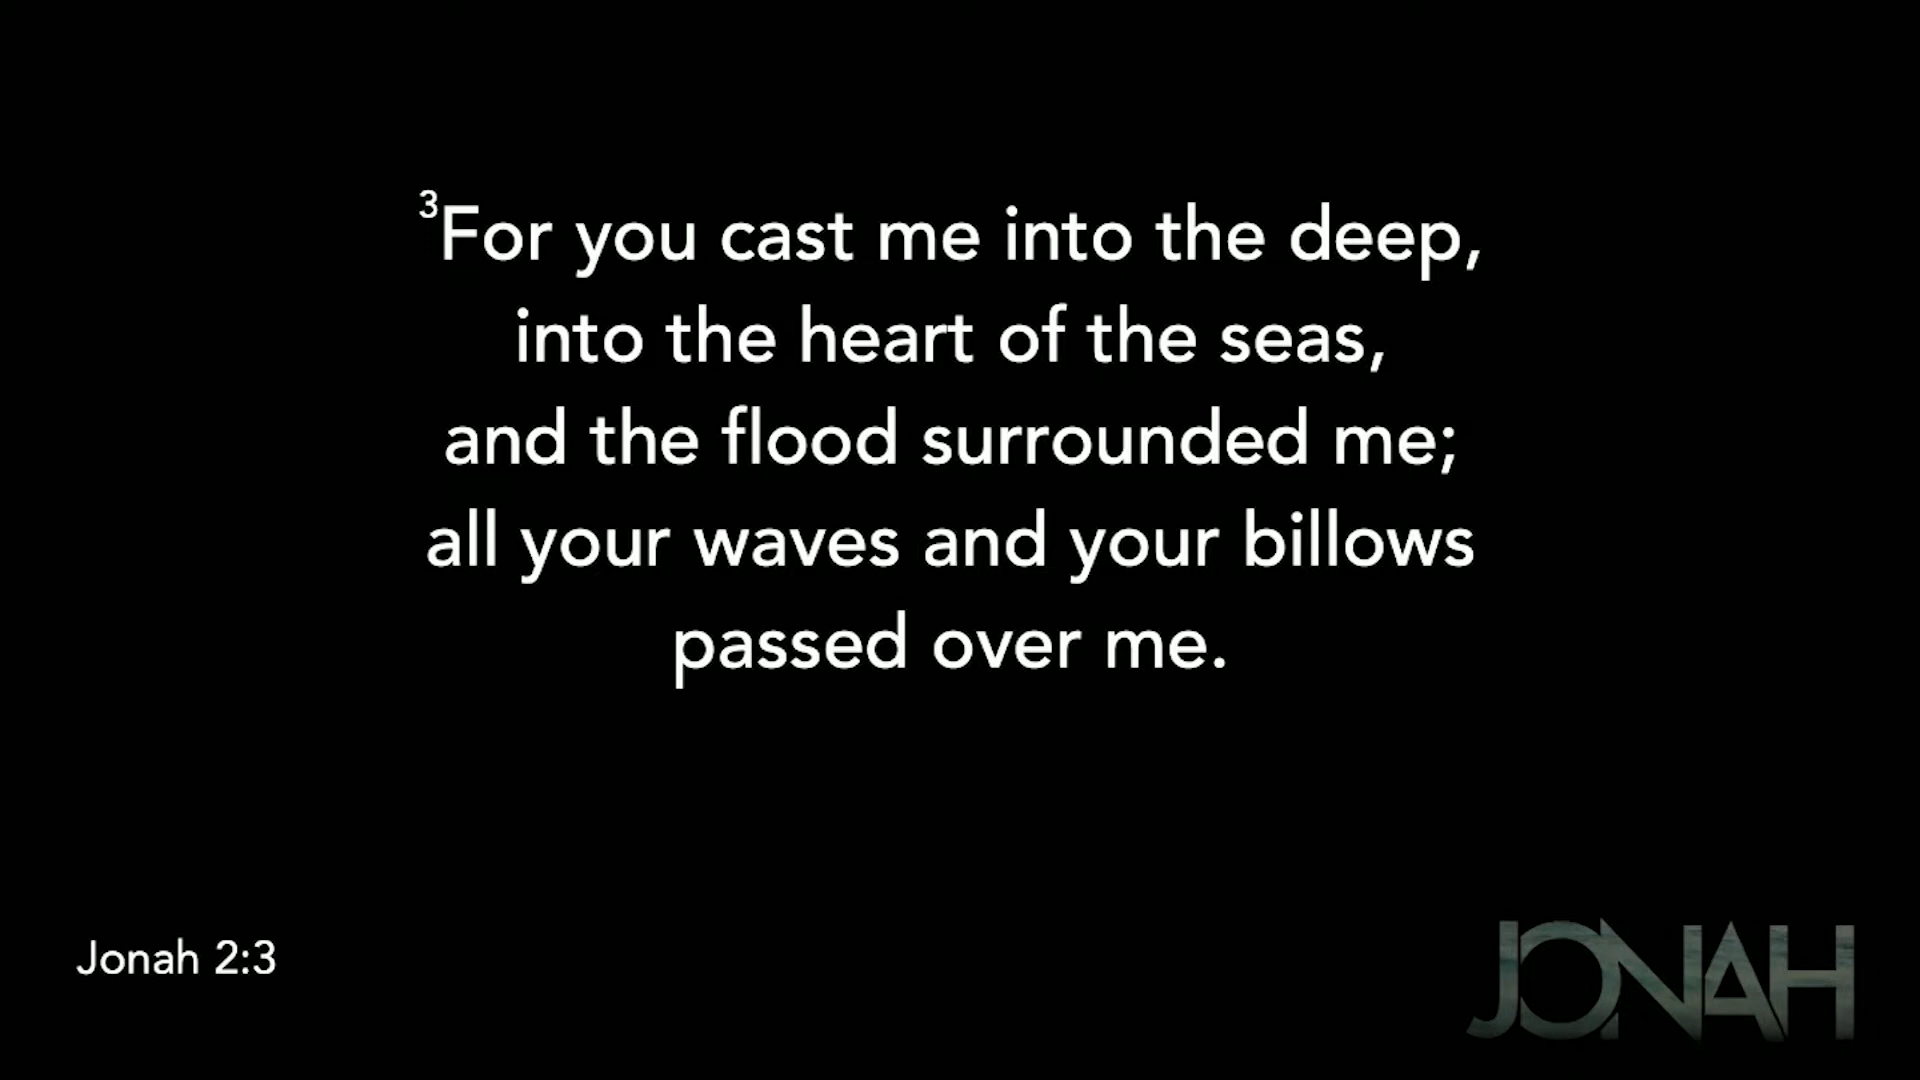 ³For you cast me into the deep,
into the heart of the seas,
and the flood surrounded me;
all your waves and your billows
passed over me.
Jonah 2:3
JONAH